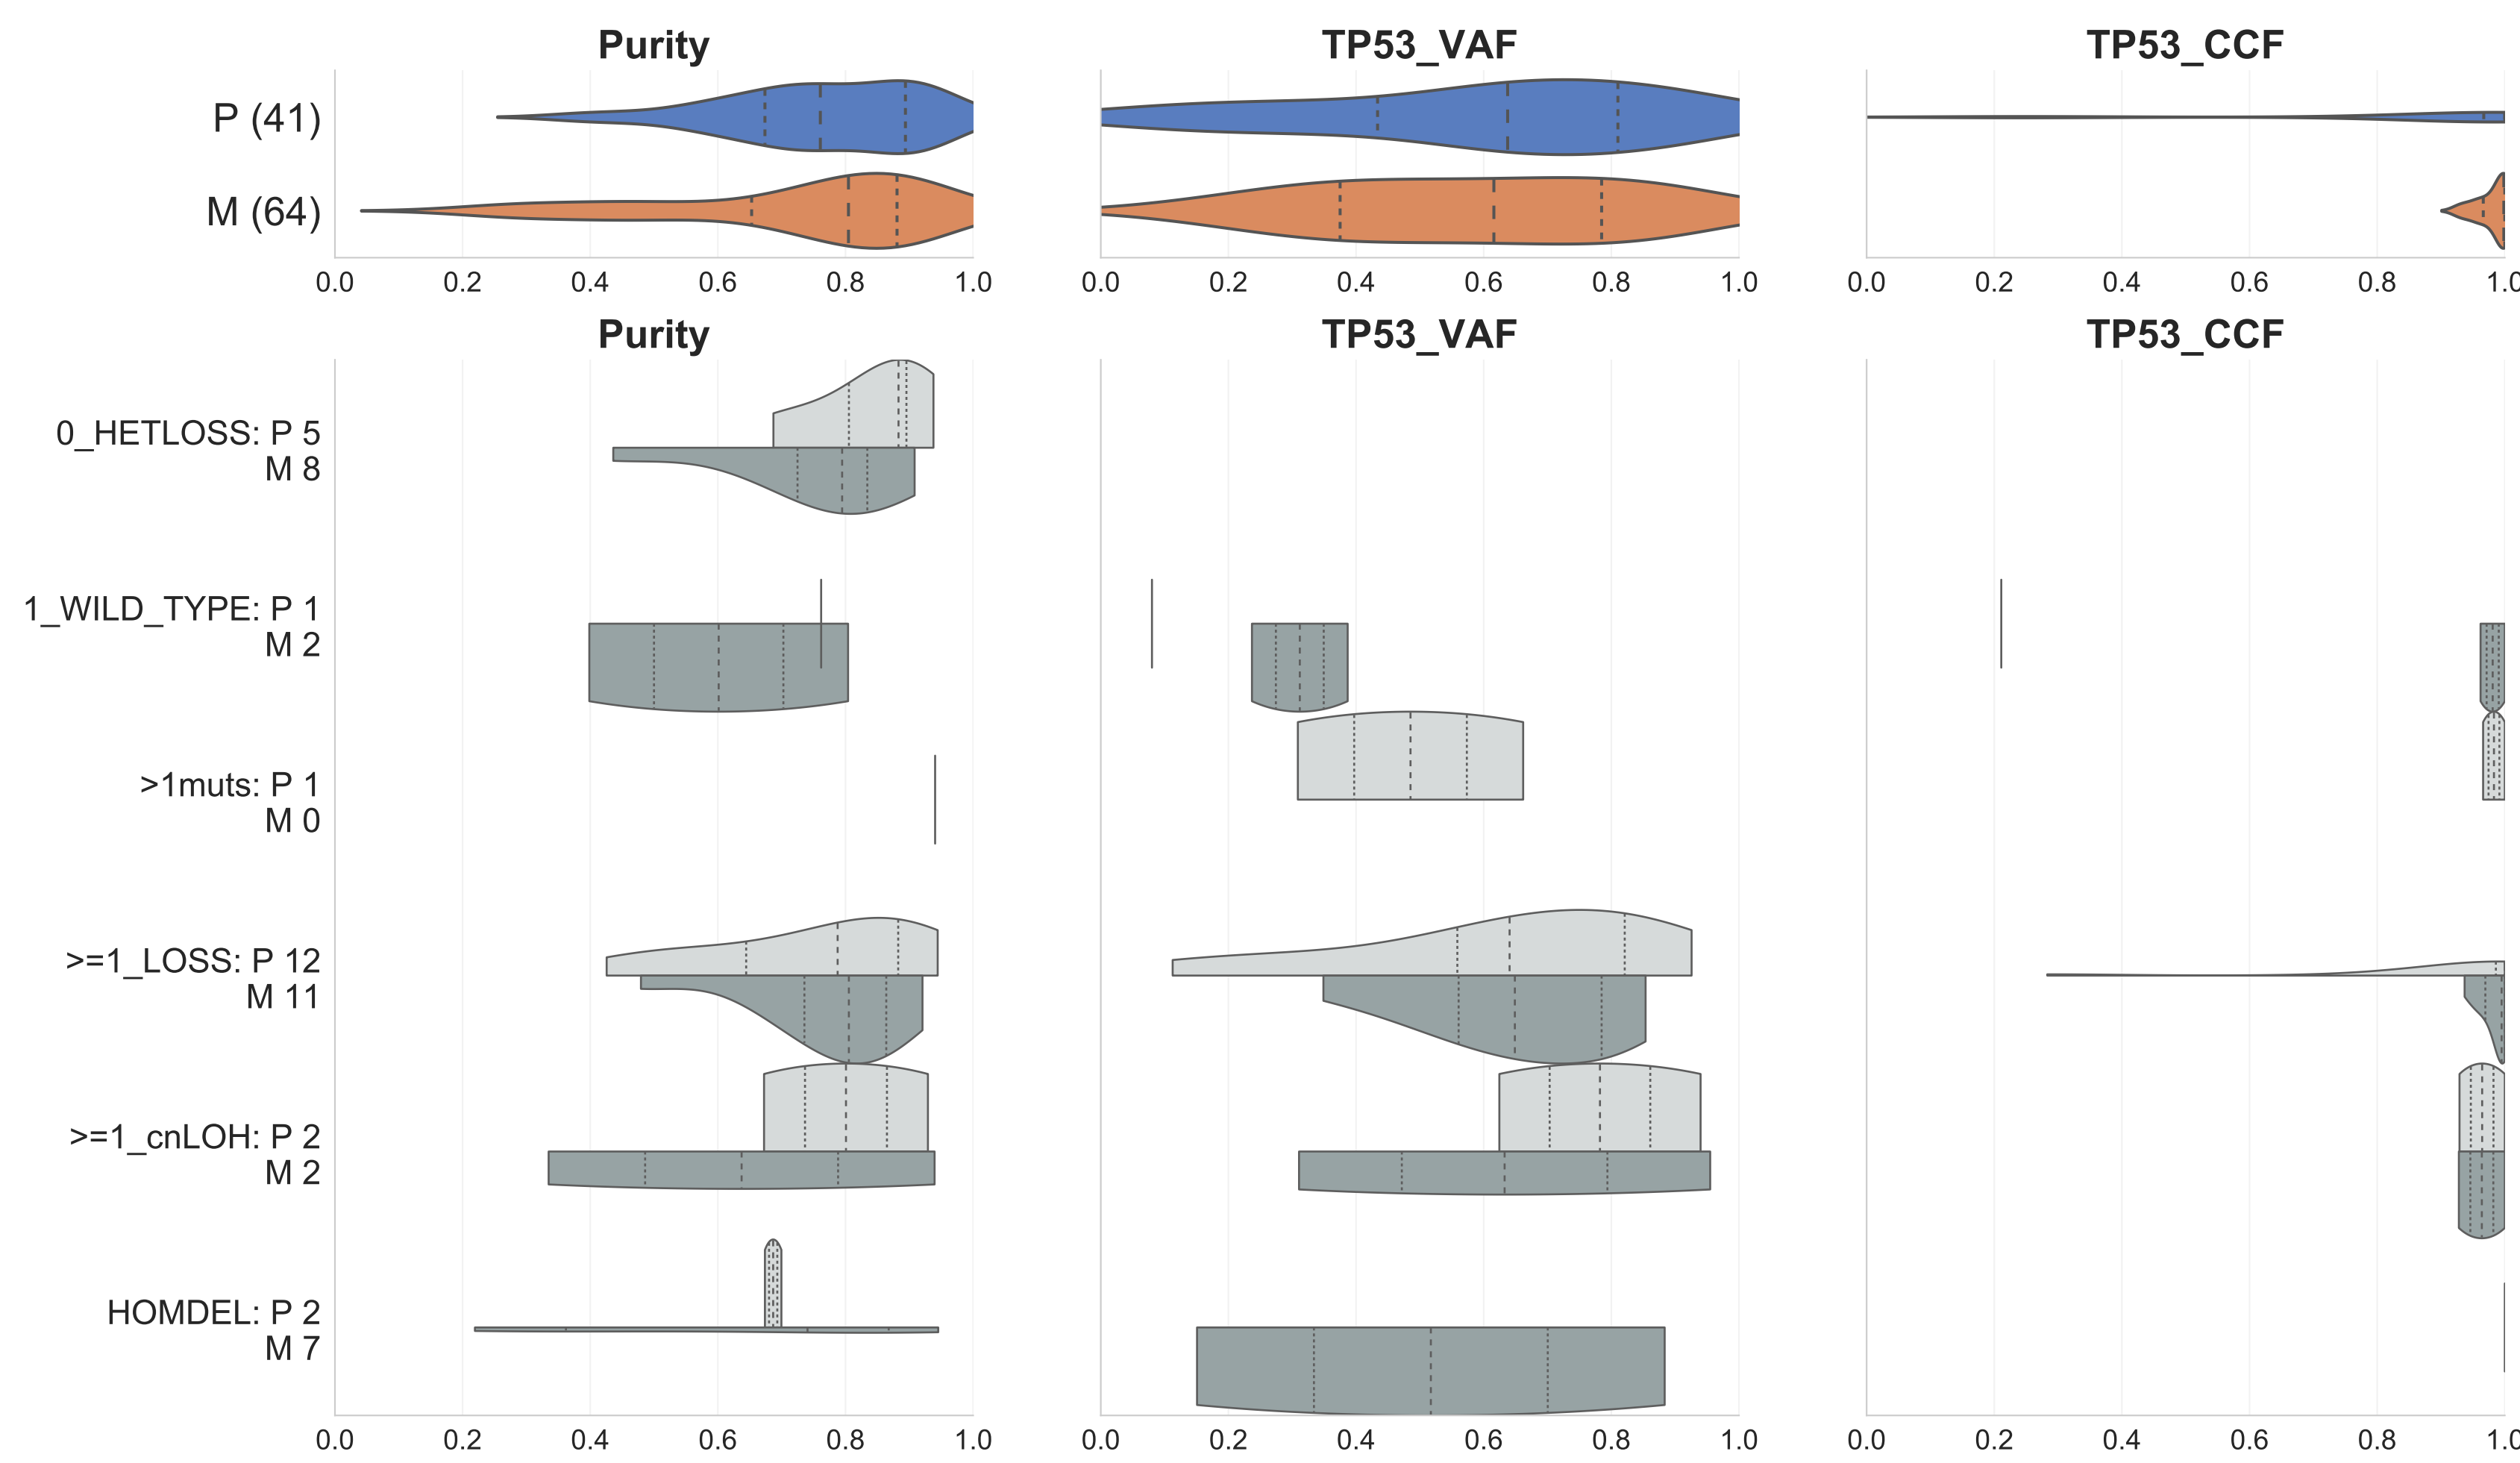 Purity TP53_VAF TP53_CCF
P (41)
M (64)
0.0 0.2 0.4 0.6 0.8 1.0 0.0 0.2 0.4 0.6 0.8 1.0 0.0 0.2 0.4 0.6 0.8 1.0
Purity TP53_VAF TP53_CCF
0_HETLOSS: P 5
M 8
1_WILD_TYPE: P 1
M 2
>1muts: P 1
M 0
>=1_LOSS: P 12
M 11
>=1_cnLOH: P 2
M 2
HOMDEL: P 2
M 7
0.0 0.2 0.4 0.6 0.8 1.0 0.0 0.2 0.4 0.6 0.8 1.0 0.0 0.2 0.4 0.6 0.8 1.0